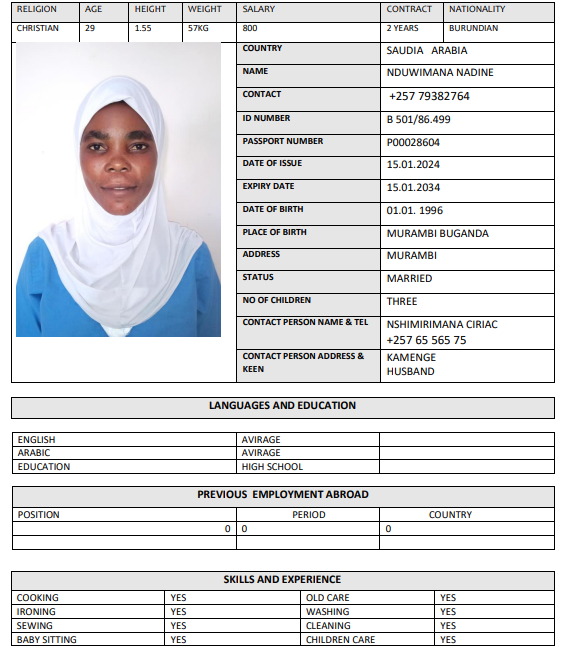 RELIGION AGE HEIGHT WEIGHT SALARY CONTRACT NATIONALITY
CHRISTIAN 29 1.55 57KG 800 2 YEARS BURUNDIAN
COUNTRY SAUDIA ARABIA
NAME NDUWIMANA NADINE
CONTACT +257 79382764
ID NUMBER B 501/86.499
PASSPORT NUMBER P00028604
DATE OF ISSUE 15.01.2024
EXPIRY DATE 15.01.2034
DATE OF BIRTH 01.01. 1996
PLACE OF BIRTH MURAMBI BUGANDA
ADDRESS MURAMBI
STATUS MARRIED
NO OF CHILDREN THREE
CONTACT PERSON NAME & TEL NSHIMIRIMANA CIRIAC
+257 65 565 75
CONTACT PERSON ADDRESS & KAMENGE
KEEN HUSBAND
LANGUAGES AND EDUCATION
ENGLISH AVIRAGE
ARABIC AVIRAGE
EDUCATION HIGH SCHOOL
PREVIOUS EMPLOYMENT ABROAD
POSITION PERIOD COUNTRY
0 0 0
SKILLS AND EXPERIENCE
COOKING YES OLD CARE YES
IRONING YES WASHING YES
SEWING YES CLEANING YES
BABY SITTING YES CHILDREN CARE YES